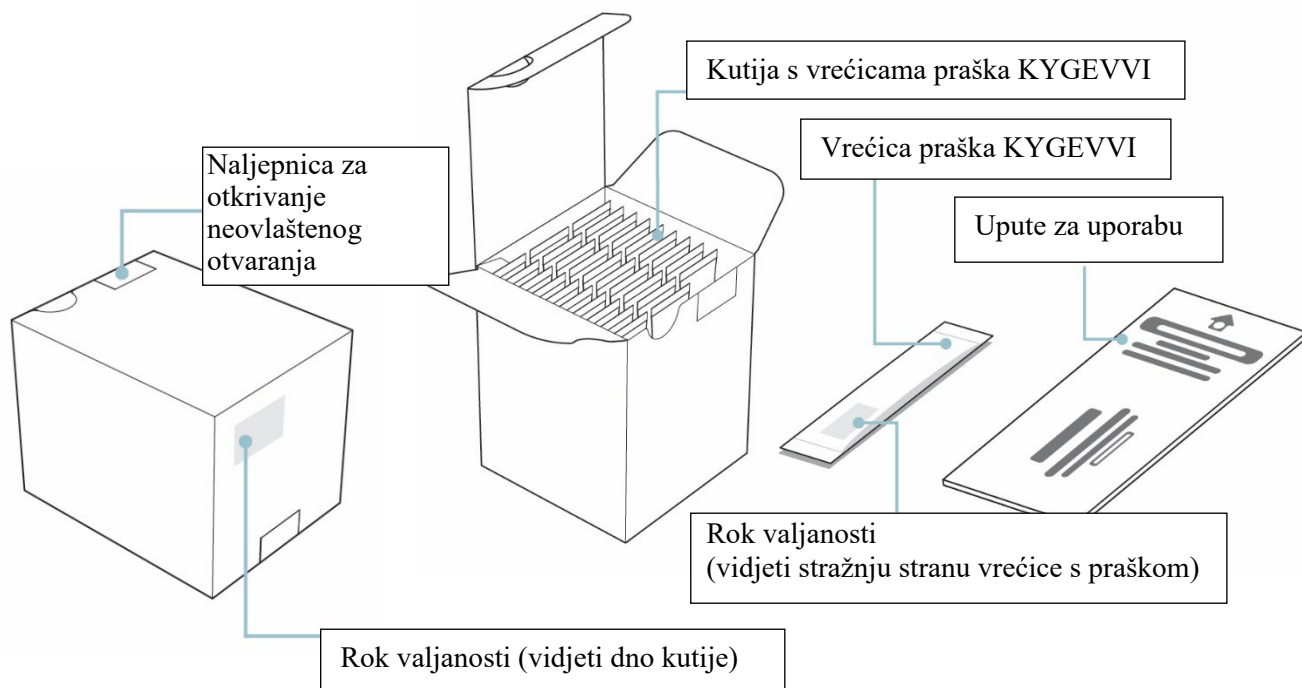 Kutija s vrećicama praška KYGEVVI
Naljepnica za
otkrivanje
neovlaštenog
otvaranja
Vrećica praška KYGEVVI
Upute za uporabu
Rok valjanosti
(vidjeti stražnju stranu vrećice s praškom)
Rok valjanosti (vidjeti dno kutije)